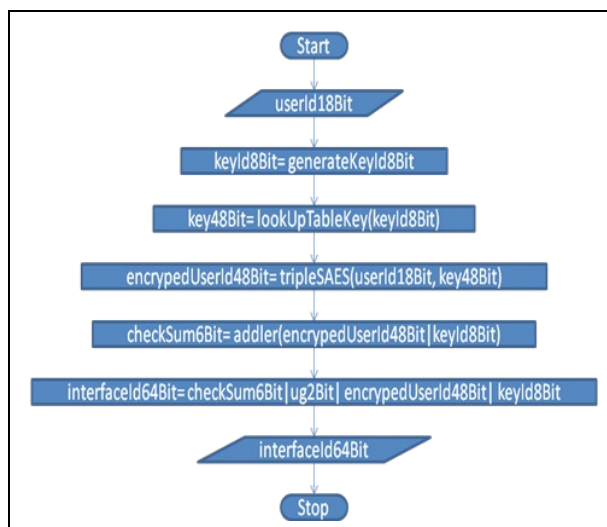 Start
userId18Bit
keyId8Bit= generateKeyId8Bit
key48Bit= lookUpTableKey(keyId8Bit)
encrypedUserId48Bit= tripleSAES(userId18Bit, key48Bit)
checkSum6Bit= addler(encrypedUserId48Bit|keyId8Bit)
interfaceId64Bit= checkSum6Bit|ug2Bit| encrypedUserId48Bit| keyId8Bit
interfaceId64Bit
Stop